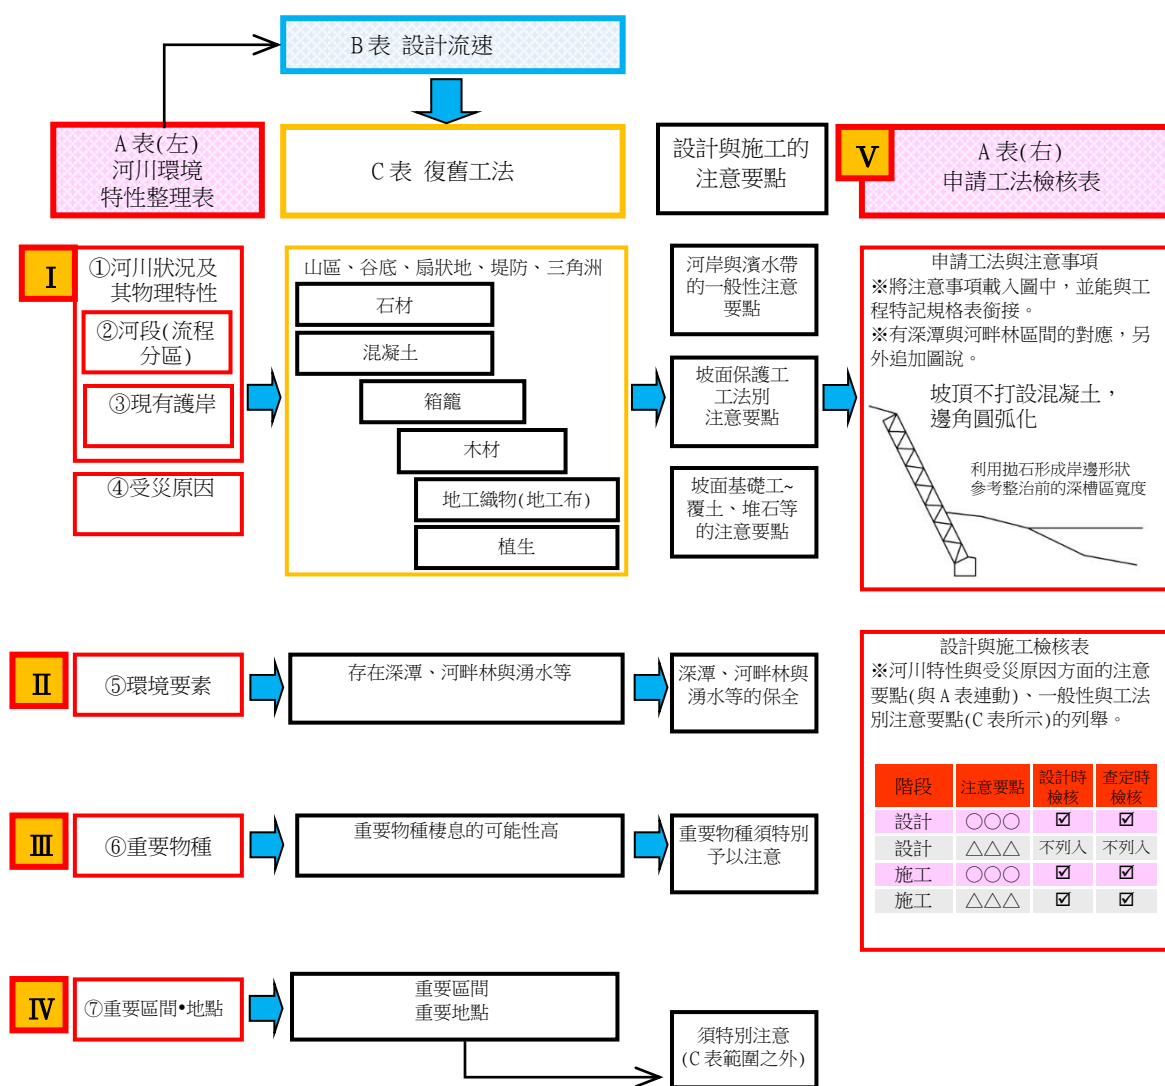 B表 設計流速
A表(左)
河川環境
特性整理表
C表 復舊工法
設計與施工的
注意要點
Ⅴ
A表(右)
申請工法檢核表
Ⅰ
①河川狀況及
其物理特性
②河段(流程
分區)
③現有護岸
④受災原因
山區、谷底、扇狀地、堤防、三角洲
石材
混凝土
箱籠
木材
地工織物(地工布)
植生
河岸與濱水帶
的一般性注意
要點
坡面保護工
工法別
注意要點
坡面基礎工~
覆土、堆石等
的注意要點
申請工法與注意事項
※將注意事項載入圖中，並能與工
程特記規格表銜接。
※有深潭與河畔林區間的對應，另
外追加圖說。
坡頂不打設混凝土，
邊角圓弧化
利用拋石形成岸邊形狀
參考整治前的深槽區寬度
Ⅱ
⑤環境要素
存在深潭、河畔林與湧水等
深潭、河畔林與
湧水等的保全
設計與施工檢核表
※河川特性與受災原因方面的注意
要點(與A表連動)、一般性與工法
別注意要點(C表所示)的列舉。
階段 注意要點 設計時檢核 查定時檢核
設計 ○○○ ☑ ☑
設計 △△△ 不列入 不列入
施工 ○○○ ☑ ☑
施工 △△△ ☑ ☑
Ⅲ
⑥重要物種
重要物種棲息的可能性高
重要物種須特別
予以注意
Ⅳ
⑦重要區間•地點
重要區間
重要地點
須特別注意
(C表範圍之外)